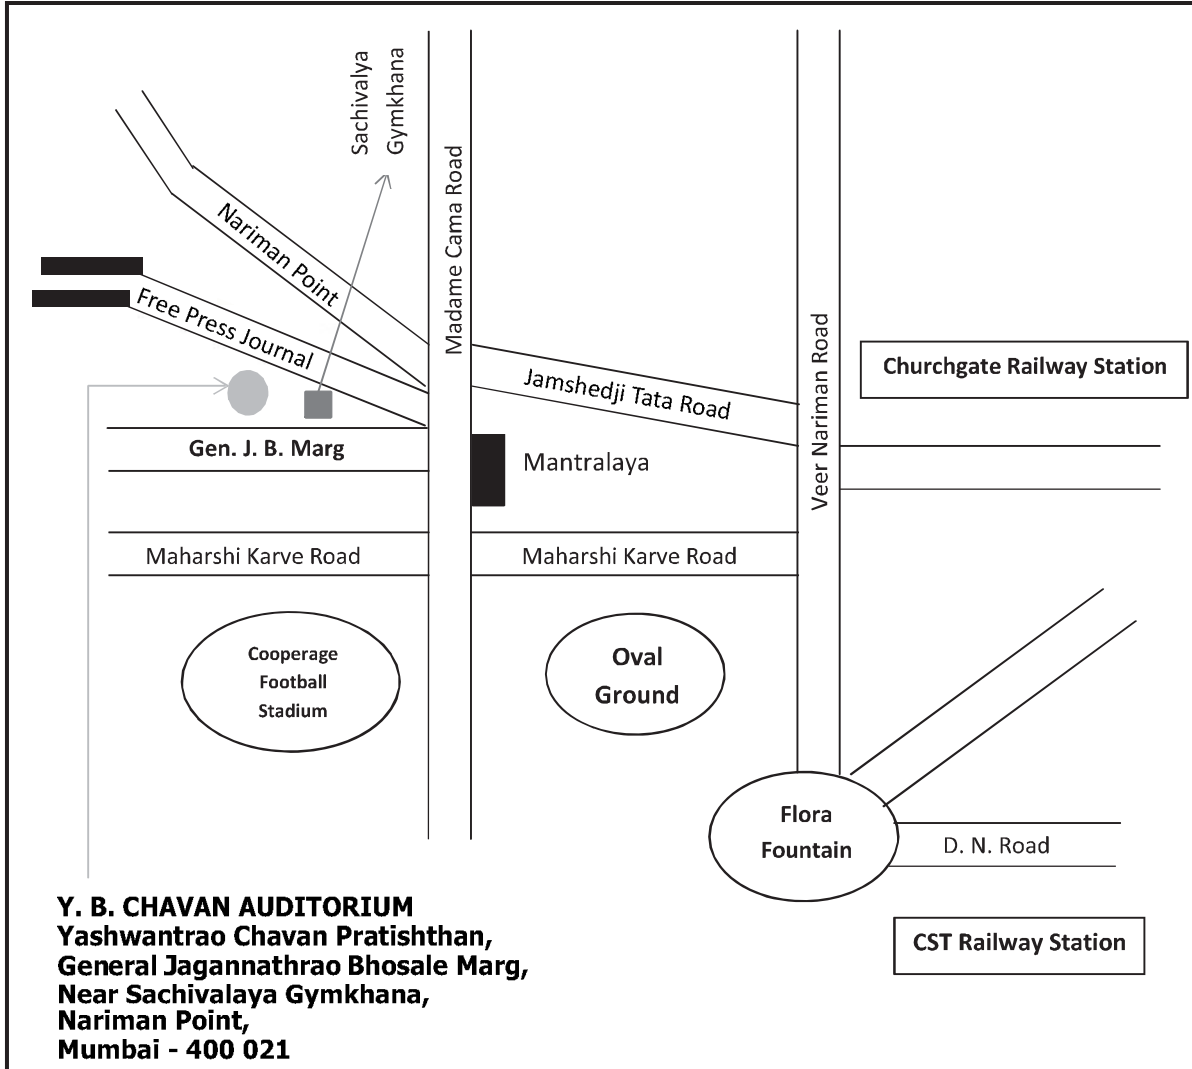 Sachivalya
Gymkhana
Madame Cama Road
Nariman Point
Free Press Journal
Veer Nariman Road
Churchgate Railway Station
Jamshedji Tata Road
Gen. J. B. Marg
Mantralaya
Maharshi Karve Road
Maharshi Karve Road
Cooperage
Football
Stadium
Oval
Ground
Flora
Fountain
D. N. Road
CST Railway Station
Y. B. CHAVAN AUDITORIUM
Yashwantrao Chavan Pratishthan,
General Jagannathrao Bhosale Marg,
Near Sachivalaya Gymkhana,
Nariman Point,
Mumbai - 400 021